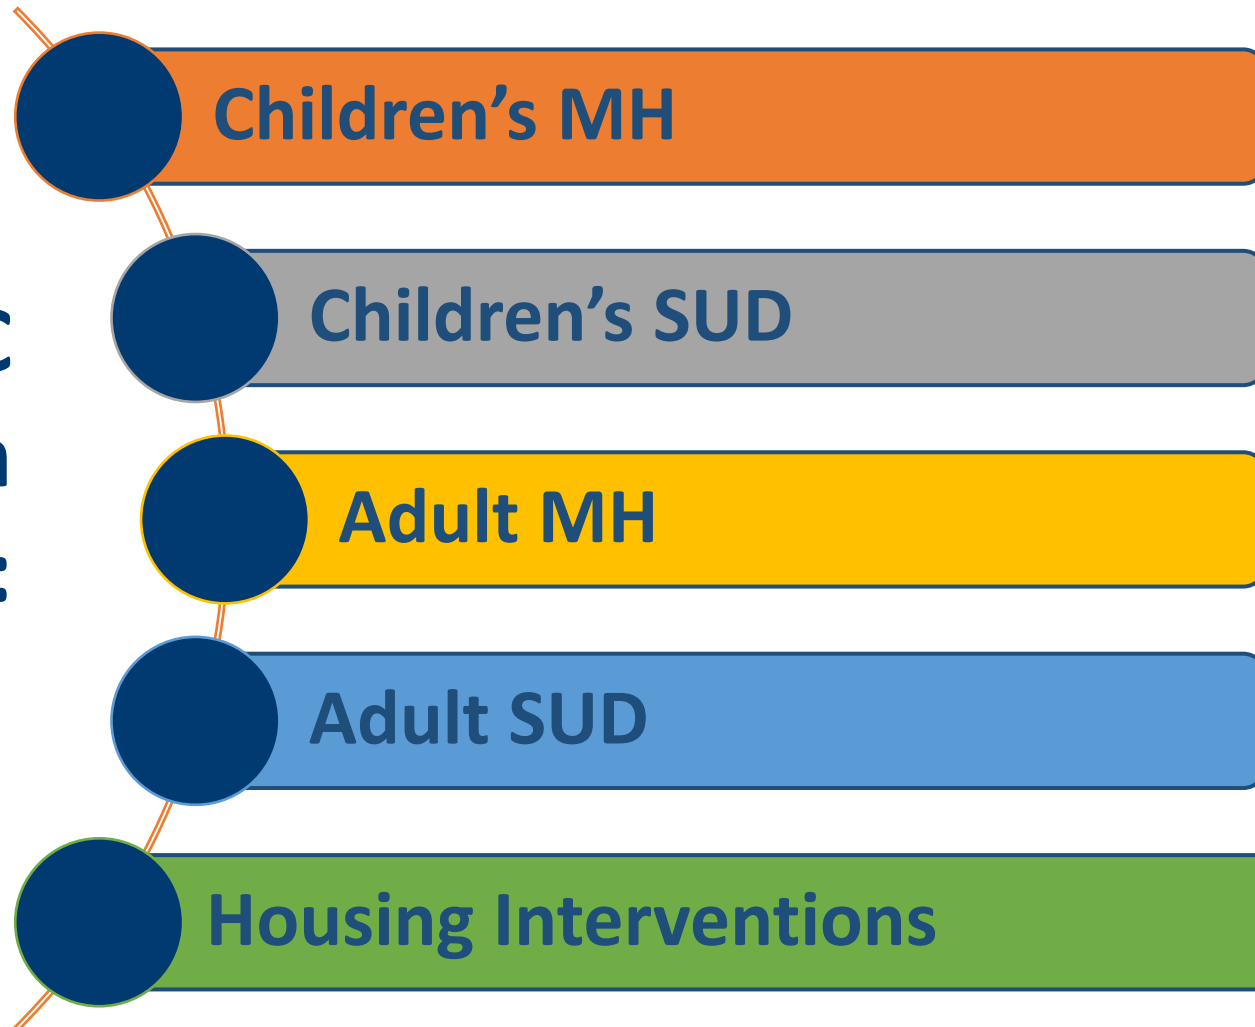 Children’s MH
Children’s SUD
Adult MH
Adult SUD
Housing Interventions